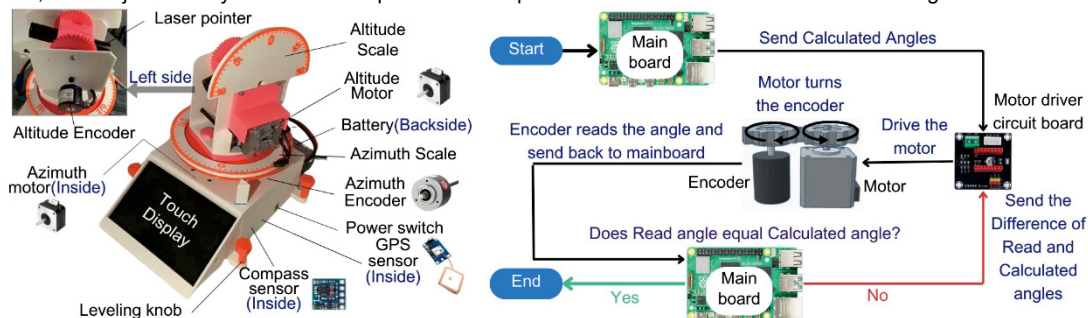 Laser pointer
Left side
Altitude Encoder
Azimuth
motor(Inside)
Touch
Display
Leveling knob
Altitude
Scale
Altitude
Motor
Battery(Backside)
Azimuth Scale
Azimuth
Encoder
Power switch
GPS
sensor
(Inside)
Compass
sensor
(Inside)
Start
Main
board
Send Calculated Angles
Motor driver
circuit board
Motor turns
the encoder
Drive the
motor
Encoder reads the angle and
send back to mainboard
Encoder
Motor
Send the
Difference of
Read and
Calculated
angles
Does Read angle equal Calculated angle?
End
Yes
Main
board
No